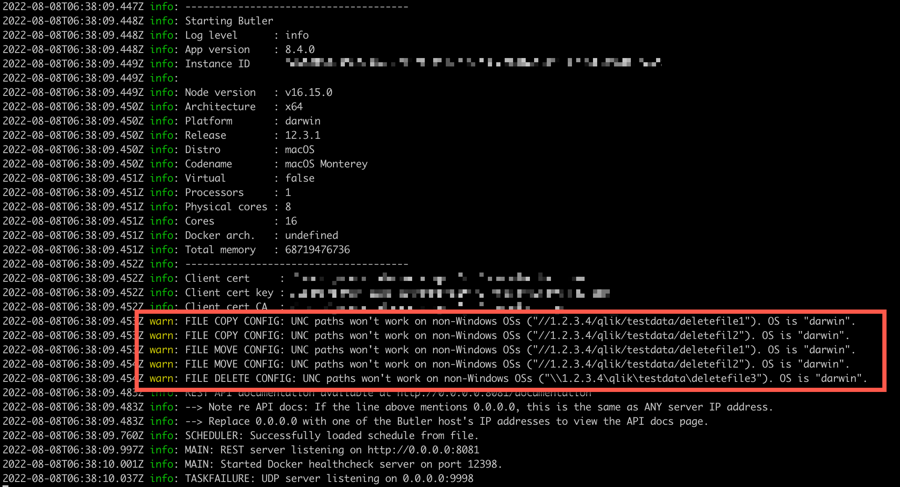 2022-08-08T06:38:09.447Z info: --------------------------------------
2022-08-08T06:38:09.448Z info: Starting Butler
2022-08-08T06:38:09.448Z info: Log level      : info
2022-08-08T06:38:09.448Z info: App version    : 8.4.0
2022-08-08T06:38:09.449Z info: Instance ID
2022-08-08T06:38:09.449Z info:
2022-08-08T06:38:09.449Z info: Node version   : v16.15.0
2022-08-08T06:38:09.450Z info: Architecture   : x64
2022-08-08T06:38:09.450Z info: Platform       : darwin
2022-08-08T06:38:09.450Z info: Release        : 12.3.1
2022-08-08T06:38:09.450Z info: Distro         : macOS
2022-08-08T06:38:09.450Z info: Codename       : macOS Monterey
2022-08-08T06:38:09.451Z info: Virtual        : false
2022-08-08T06:38:09.451Z info: Processors     : 1
2022-08-08T06:38:09.451Z info: Physical cores : 8
2022-08-08T06:38:09.451Z info: Cores          : 16
2022-08-08T06:38:09.451Z info: Docker arch.   : undefined
2022-08-08T06:38:09.451Z info: Total memory   : 68719476736
2022-08-08T06:38:09.452Z info: --------------------------------------
2022-08-08T06:38:09.452Z info: Client cert     :
2022-08-08T06:38:09.452Z info: Client cert key :
2022-08-08T06:38:09.452Z info: Client cert CA
2022-08-08T06:38:09.453Z warn: FILE COPY CONFIG: UNC paths won't work on non-Windows OSs ("//1.2.3.4/qlik/testdata/deletefile1"). OS is "darwin".
2022-08-08T06:38:09.453Z warn: FILE COPY CONFIG: UNC paths won't work on non-Windows OSs ("//1.2.3.4/qlik/testdata/deletefil2"). OS is "darwin".
2022-08-08T06:38:09.453Z warn: FILE MOVE CONFIG: UNC paths won't work on non-Windows OSs ("//1.2.3.4/qlik/testdata/deletefile1"). OS is "darwin".
2022-08-08T06:38:09.454Z warn: FILE MOVE CONFIG: UNC paths won't work on non-Windows OSs ("//1.2.3.4/qlik/testdata/deletefil2"). OS is "darwin".
2022-08-08T06:38:09.454Z warn: FILE DELETE CONFIG: UNC paths won't work on non-Windows OSs ("\\1.2.3.4\qlik\testdata\deletefile3"). OS is "darwin".
2022-08-08T06:38:09.483Z info: REST API documentation available at http://0.0.0.0:8081/documentation
2022-08-08T06:38:09.483Z info: --> Note re API docs: If the line above mentions 0.0.0.0, this is the same as ANY server IP address.
2022-08-08T06:38:09.483Z info: --> Replace 0.0.0.0 with one of the Butler host's IP addresses to view the API docs page.
2022-08-08T06:38:09.760Z info: SCHEDULER: Successfully loaded schedule from file.
2022-08-08T06:38:09.997Z info: MAIN: REST server listening on http://0.0.0.0:8081
2022-08-08T06:38:10.001Z info: MAIN: Started Docker healthcheck server on port 12398.
2022-08-08T06:38:10.037Z info: TASKFAILURE: UDP server listening on 0.0.0.0:9998